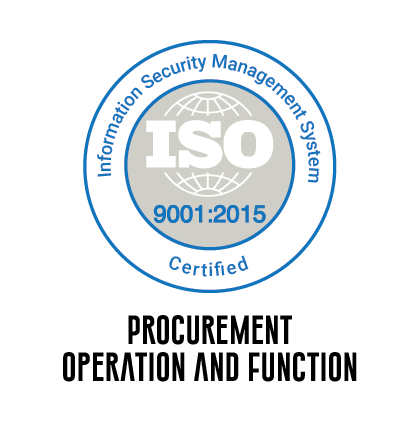 Information Security Management System
ISO
9001:2015
Certified
PROCUREMENT
OPERATION AND FUNCTION